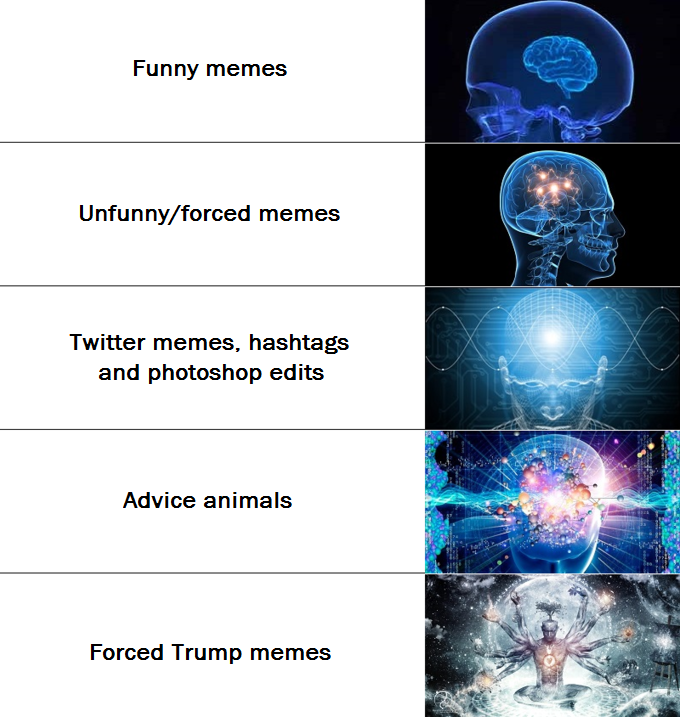 Funny memes
Unfunny/forced memes
Twitter memes, hashtags
and photoshop edits
Advice animals
Forced Trump memes